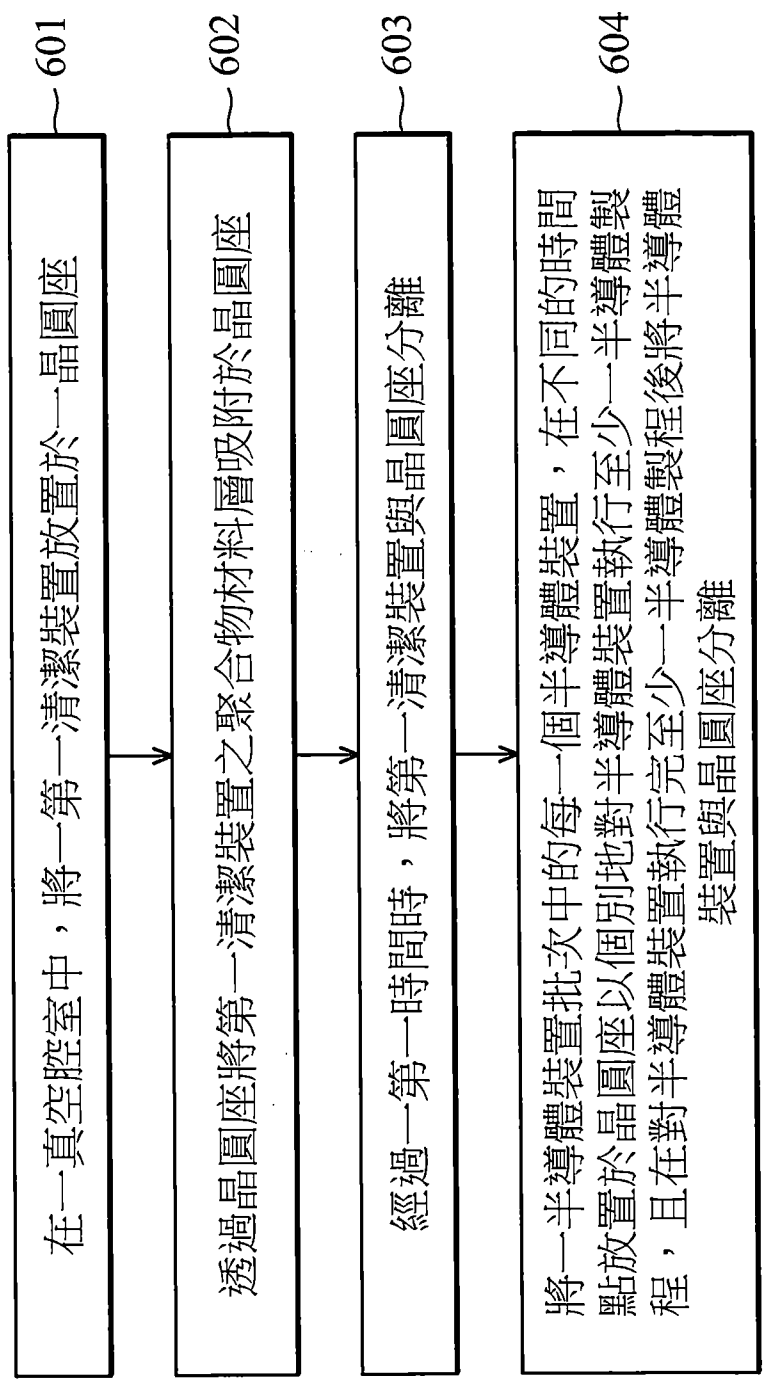 在一真空腔室中，將一第一清潔裝置放置於一晶圓座
601
透過晶圓座將第一清潔裝置之聚合物材料層吸附於晶圓座
602
經過一第一時間時，將第一清潔裝置與晶圓座分離
603
將一半導體裝置批次中的每一個半導體裝置，在不同的時間
點放置於晶圓座以個別地對半導體裝置執行至少一半導體製
程，且在對半導體裝置執行完至少一半導體製程後將半導體
裝置與晶圓座分離
604